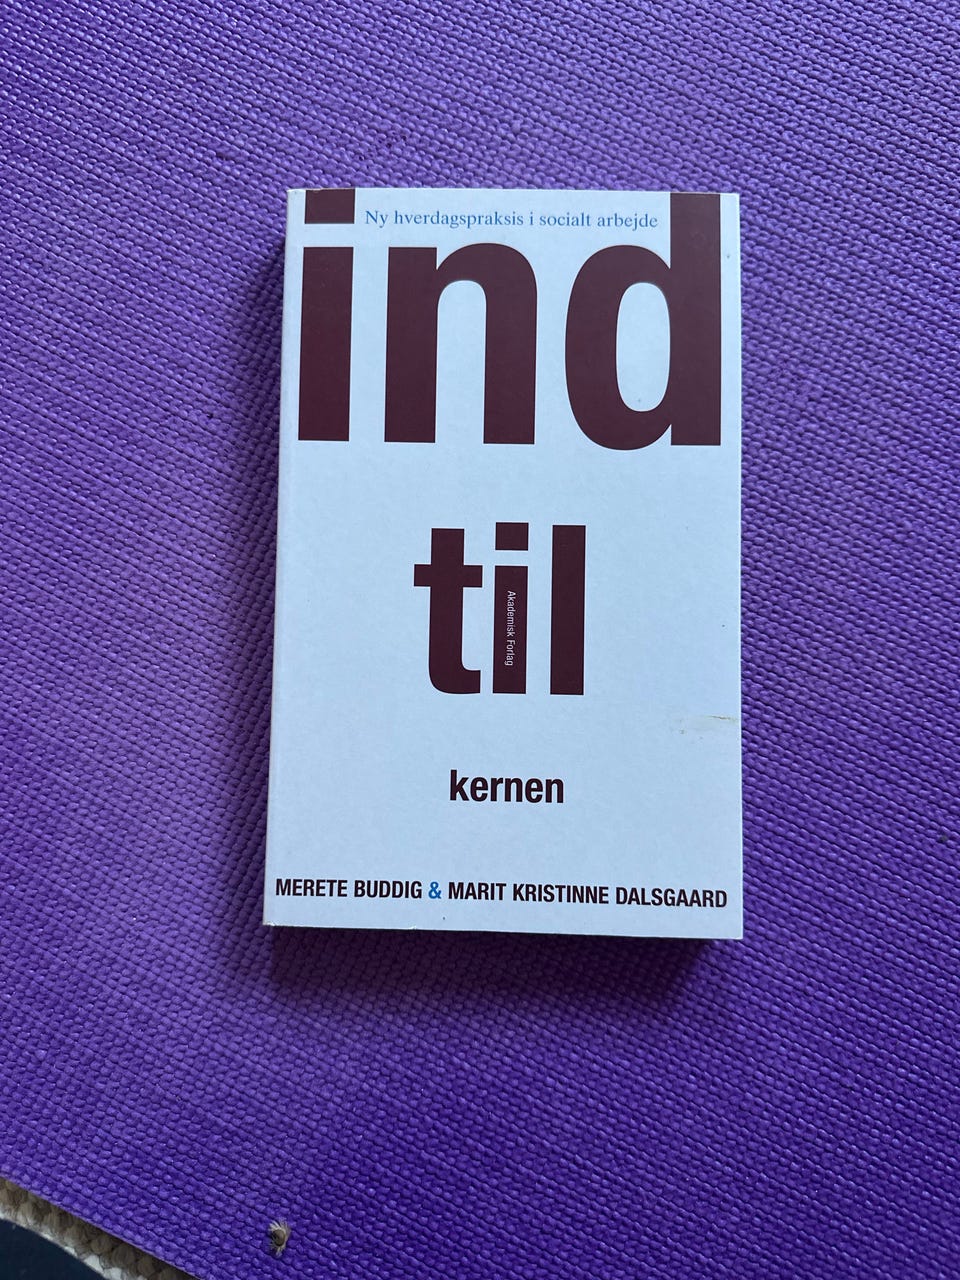 Ny hverdagspraksis i socialt arbejde
ind
til
Akademisk Forlag
kernen
MERETE BUDDIG & MARIT KRISTINNE DALSGAARD